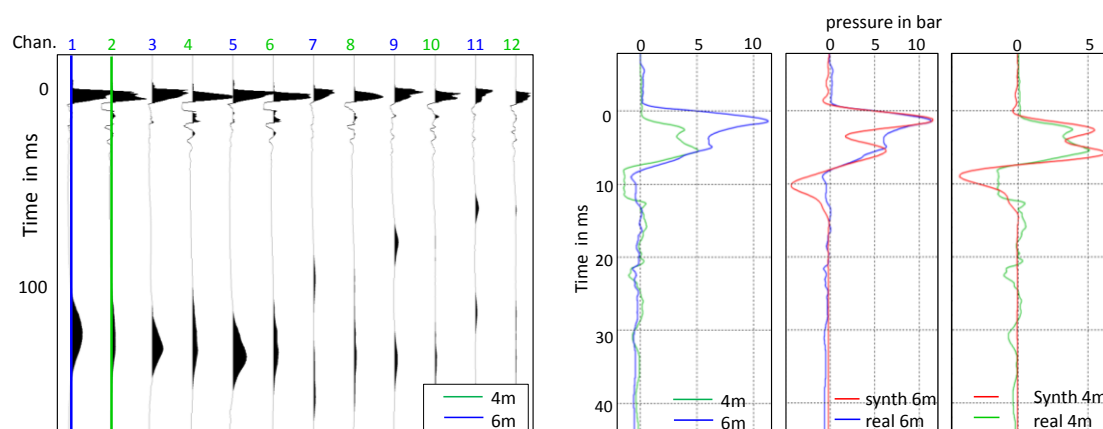 pressure in bar
Chan. 1 2 3 4 5 6 7 8 9 10 11 12
0 5 10 0 5 10 0 5
0
100
Time in ms
4m
6m
0
10
20
30
40
Time in ms
4m
6m
synth 6m
real 6m
Synth 4m
real 4m